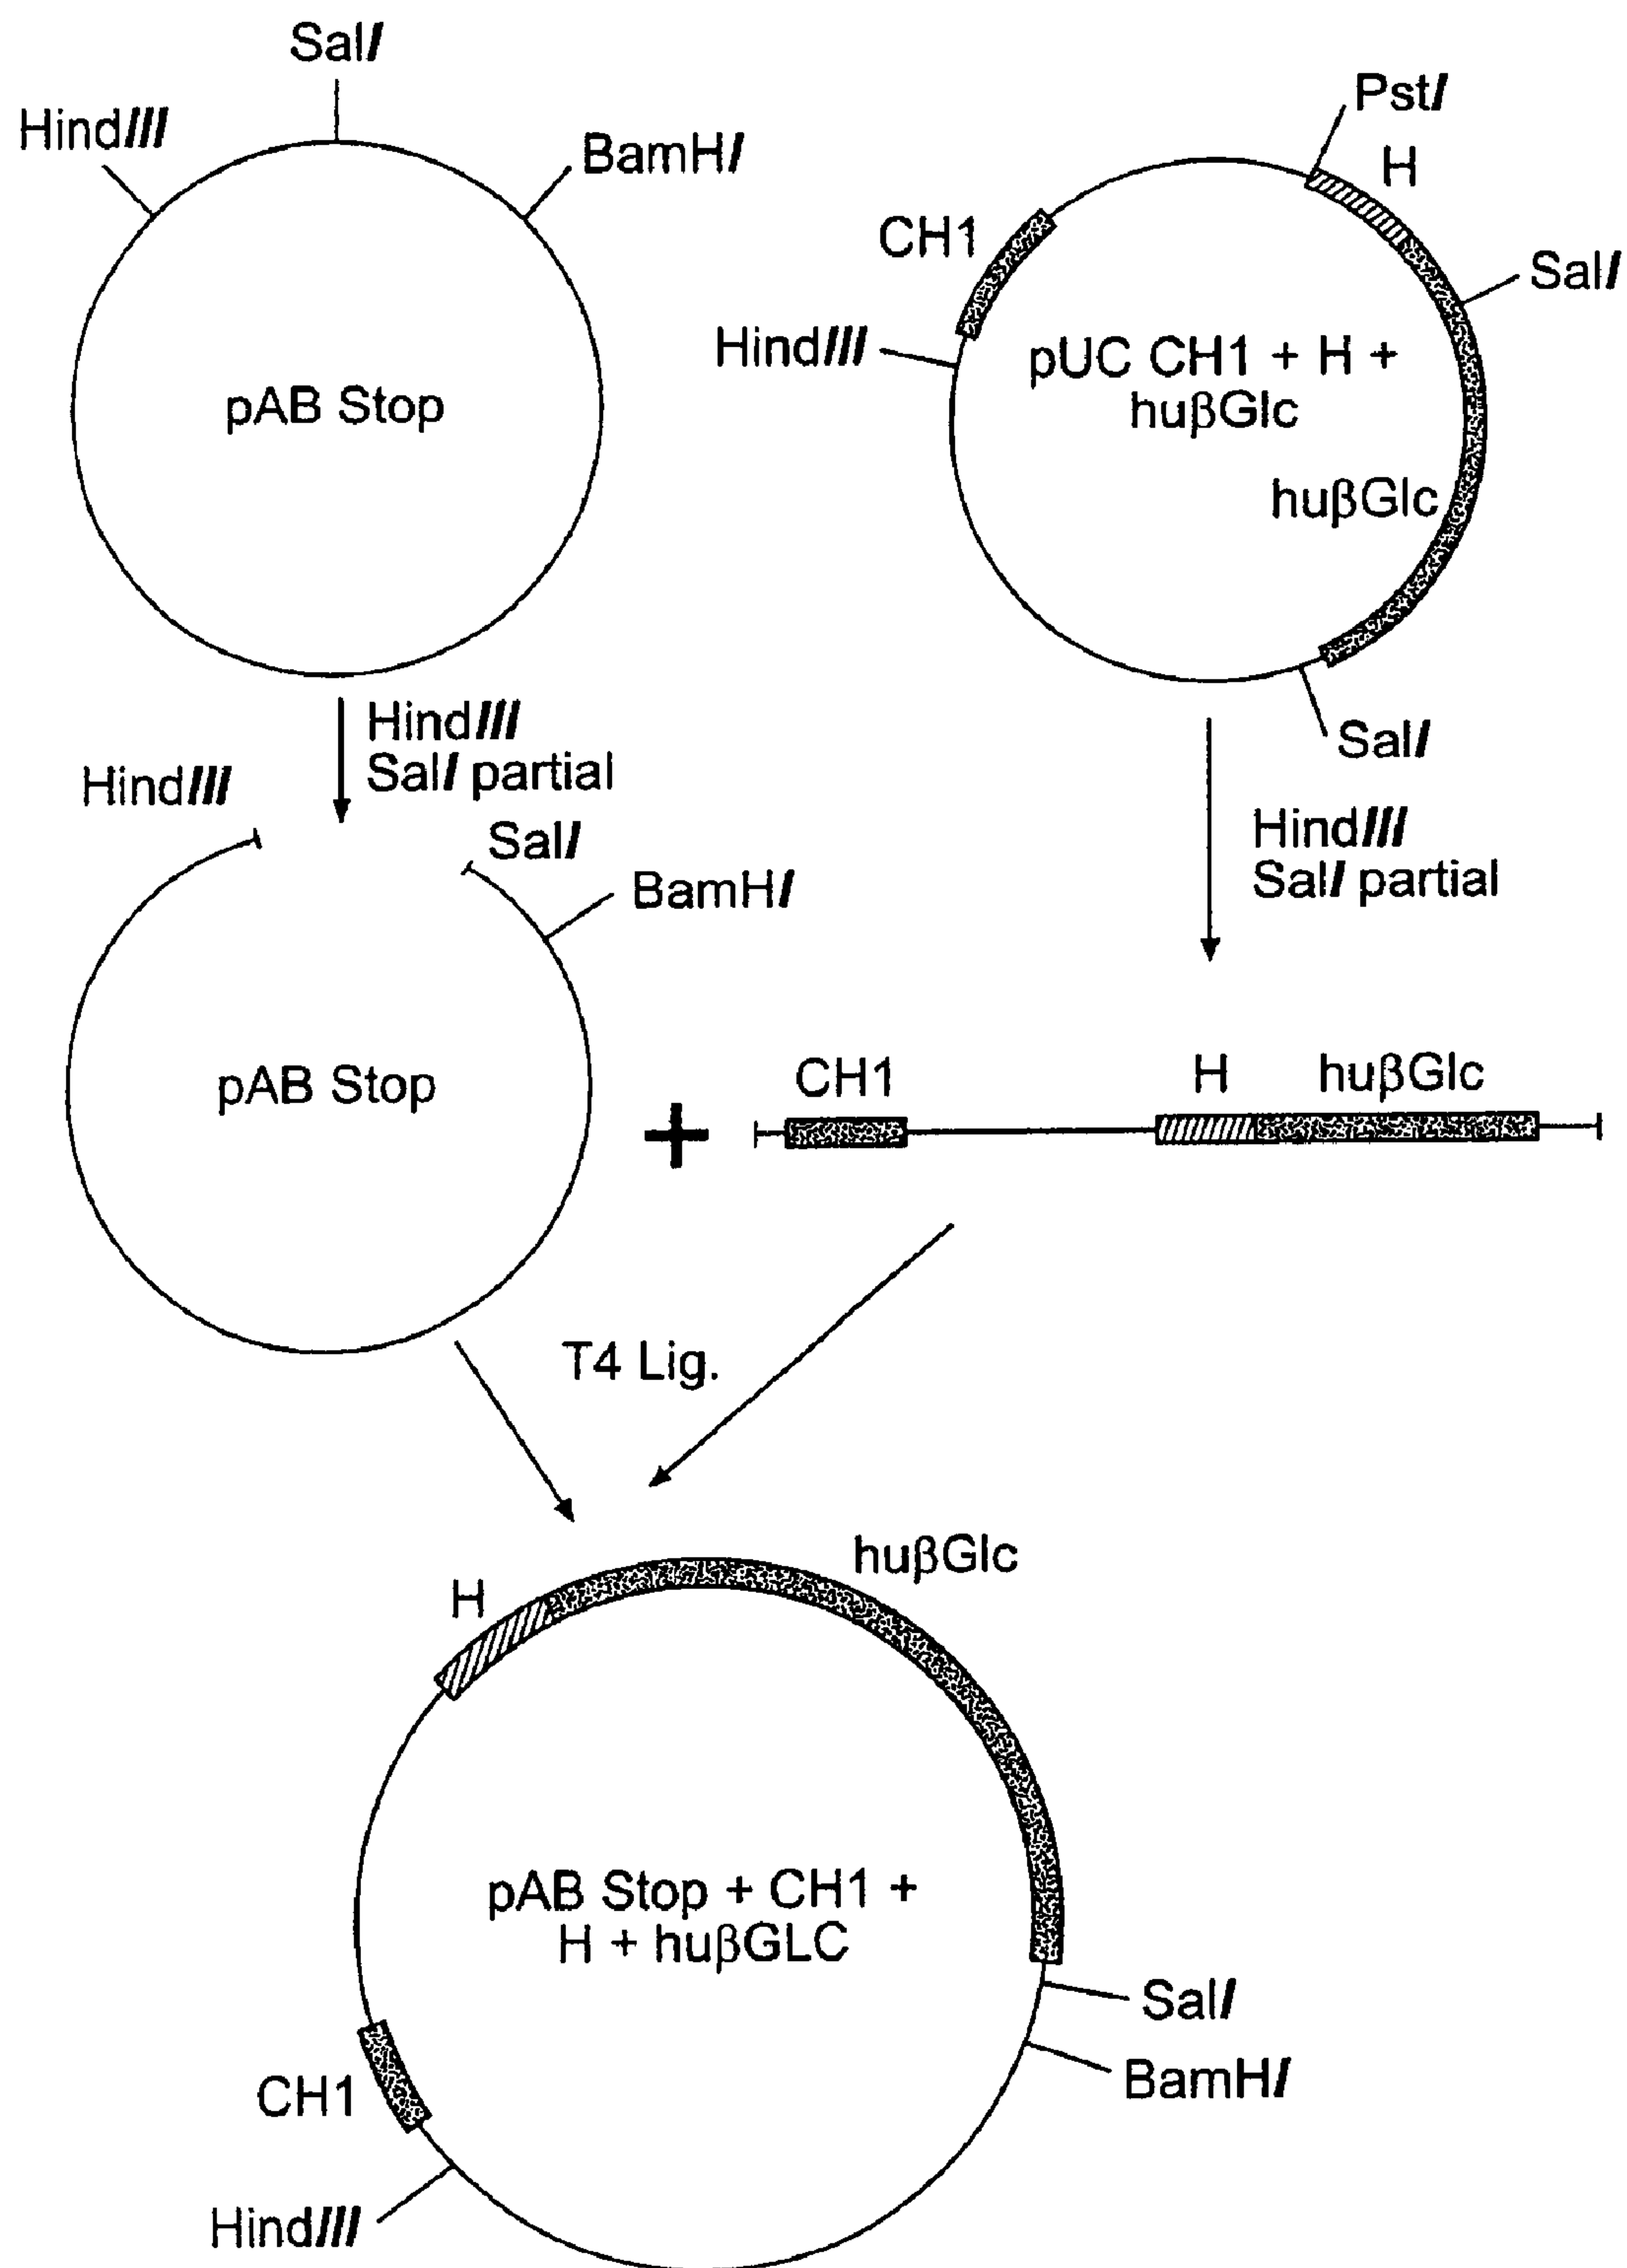 SalI
HindIII
BamHI
pAB Stop
PstI
H
CH1
SalI
HindIII
pUC CH1 + H +
huβGlc
huβGlc
SalI
HindIII
SalI partial
HindIII
SalI partial
HindIII
SalI
BamHI
pAB Stop
+
CH1
H
huβGlc
T4 Lig.
huβGlc
H
pAB Stop + CH1 +
H + huβGLC
SalI
BamHI
CH1
HindIII